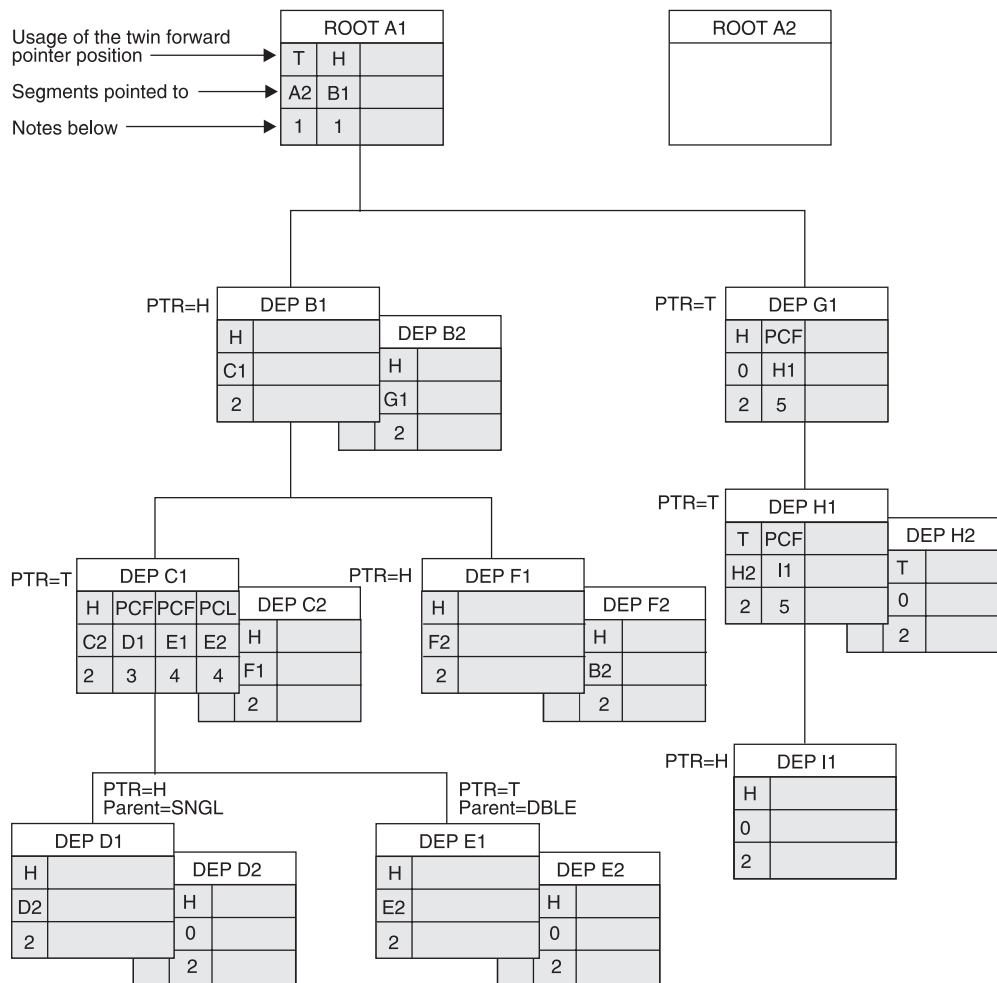 ROOT A1
ROOT A2
Usage of the twin forward
pointer position
T H
Segments pointed to
A2 B1
Notes below
1 1
PTR=H
DEP B1
H
C1
2
DEP B2
H
G1
2
PTR=T
DEP G1
H PCF
0 H1
2 5
PTR=T
DEP H1
T PCF
H2 I1
2 5
DEP H2
T
0
2
PTR=T
DEP C1
H PCF PCF PCL
C2 D1 E1 E2
2 3 4 4
DEP C2
H
F1
2
PTR=H
DEP F1
H
F2
2
DEP F2
H
B2
2
PTR=H
DEP I1
H
0
2
PTR=H
Parent=SNGL
DEP D1
H
D2
2
DEP D2
H
0
2
PTR=T
Parent=DBLE
DEP E1
H
E2
2
DEP E2
H
0
2